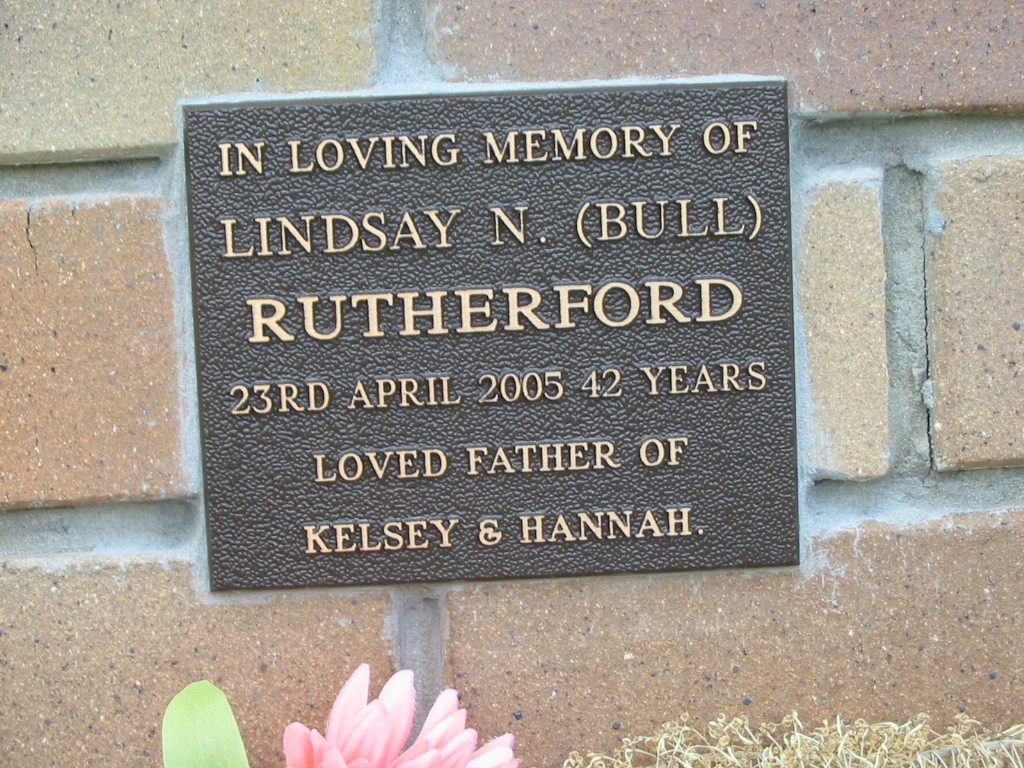 IN LOVING MEMORY OF
LINDSAY N. (BULL)
RUTHERFORD
23RD APRIL 2005 42 YEARS
LOVED FATHER OF
KELSEY & HANNAH.